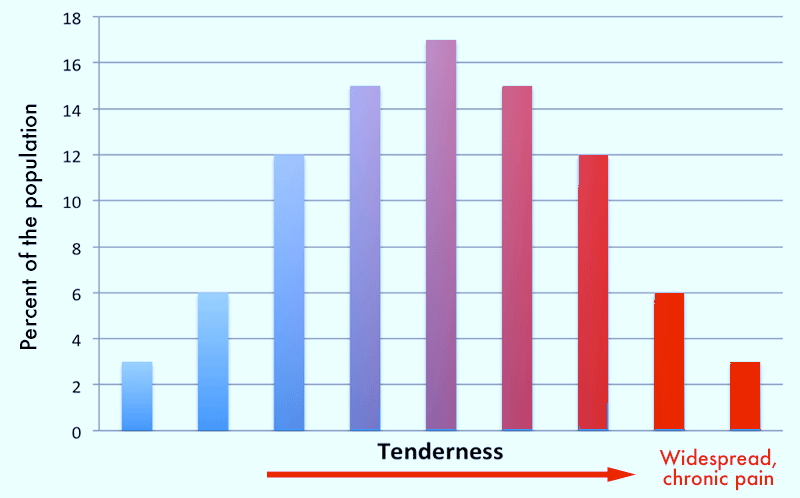 18
16
14
12
10
8
6
4
2
0
Percent of the population
Tenderness
Widespread,
chronic pain